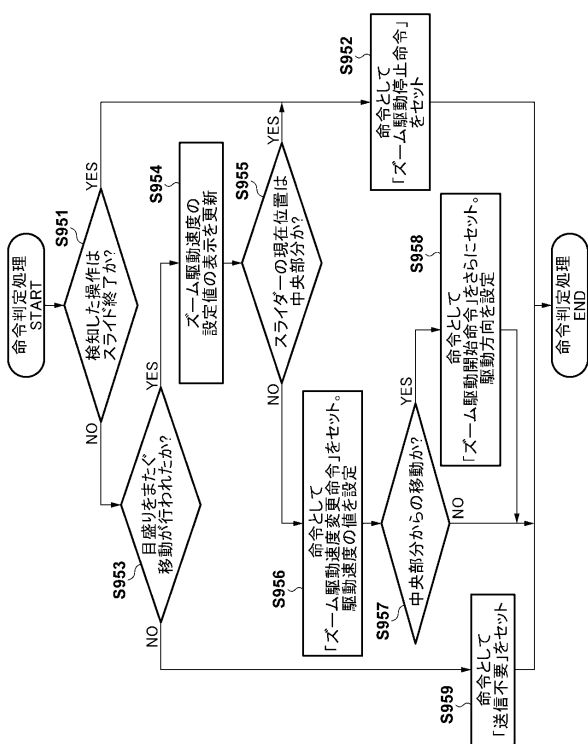 命令判定処理
START
S951
検知した操作は
スライド終了か?
YES
NO
S953
目盛りをまたぐ
移動が行われたか?
YES
NO
S954
ズーム駆動速度の
設定値の表示を更新
S955
スライダーの現在位置は
中央部分か?
YES
NO
S952
命令として
「ズーム駆動停止命令」
をセット
S956
命令として
「ズーム駆動速度変更命令」をセット。
駆動速度の値を設定
S957
中央部分からの移動か?
YES
NO
S958
命令として
「ズーム駆動開始命令」をさらにセット。
駆動方向を設定
S959
命令として
「送信不要」をセット
命令判定処理
END